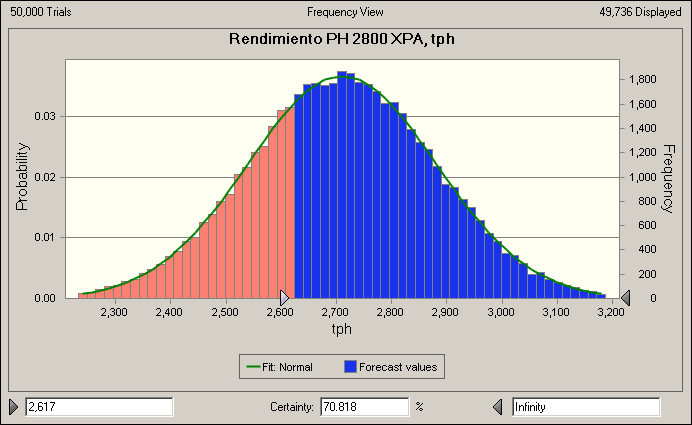 50,000 Trials Frequency View 49,736 Displayed
Rendimiento PH 2800 XPA, tph
Probability
0.03
0.02
0.01
0.00
1,800
1,600
1,400
1,200
1,000
800
600
400
200
0
Frequency
2,300 2,400 2,500 2,600 2,700 2,800 2,900 3,000 3,100 3,200
tph
Fit: Normal Forecast values
2,617 Certainty: 70.818 % Infinity